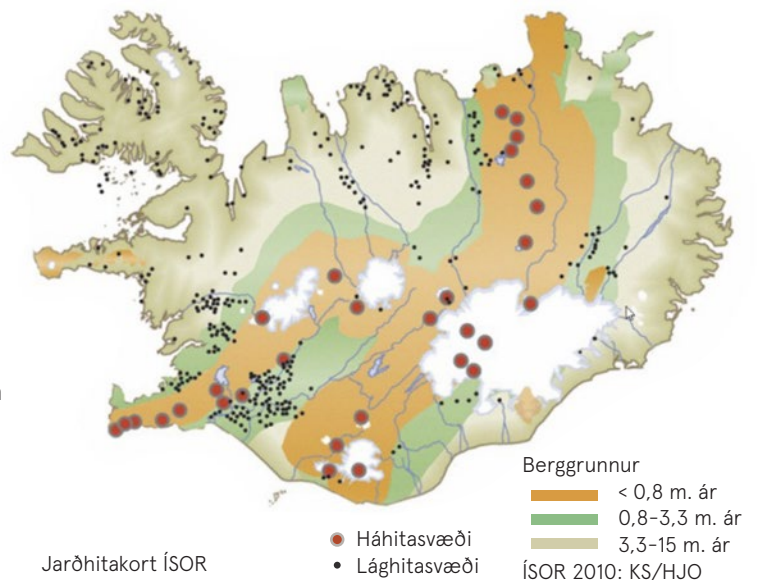 Berggrunnur
< 0,8 m. ár
0,8-3,3 m. ár
3,3-15 m. ár
Háhitasvæði
Lághitasvæði
Jarðhitakort ÍSOR
ÍSOR 2010: KS/HJO